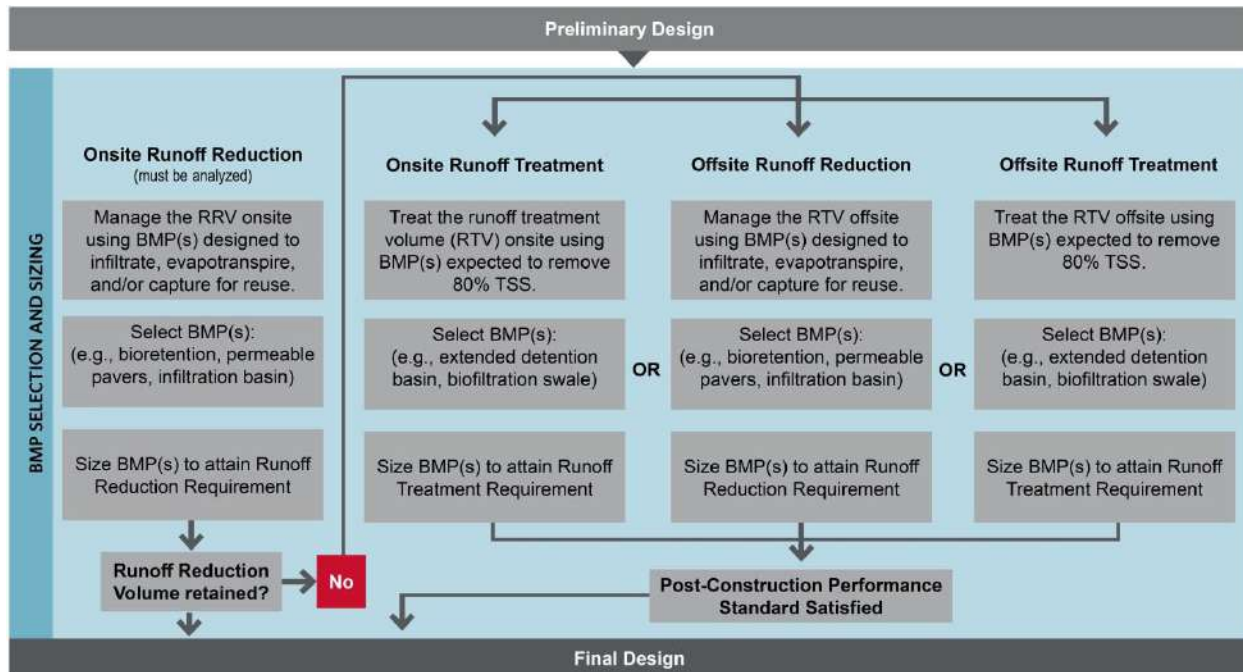 Preliminary Design
BMP SELECTION AND SIZING
Onsite Runoff Reduction
(must be analyzed)
Manage the RRV onsite
using BMP(s) designed to
infiltrate, evapotranspire,
and/or capture for reuse.
Select BMP(s):
(e.g., bioretention, permeable
pavers, infiltration basin)
Size BMP(s) to attain Runoff
Reduction Requirement
Runoff Reduction
Volume retained?
No
Onsite Runoff Treatment
Treat the runoff treatment
volume (RTV) onsite using
BMP(s) expected to remove
80% TSS.
Select BMP(s):
(e.g., extended detention
basin, biofiltration swale)
Size BMP(s) to attain Runoff
Treatment Requirement
OR
Offsite Runoff Reduction
Manage the RTV offsite
using BMP(s) designed to
infiltrate, evapotranspire,
and/or capture for reuse.
Select BMP(s):
(e.g., bioretention, permeable
pavers, infiltration basin)
Size BMP(s) to attain Runoff
Reduction Requirement
OR
Offsite Runoff Treatment
Treat the RTV offsite using
BMP(s) expected to remove
80% TSS.
Select BMP(s):
(e.g., extended detention
basin, biofiltration swale)
Size BMP(s) to attain Runoff
Treatment Requirement
Post-Construction Performance
Standard Satisfied
Final Design